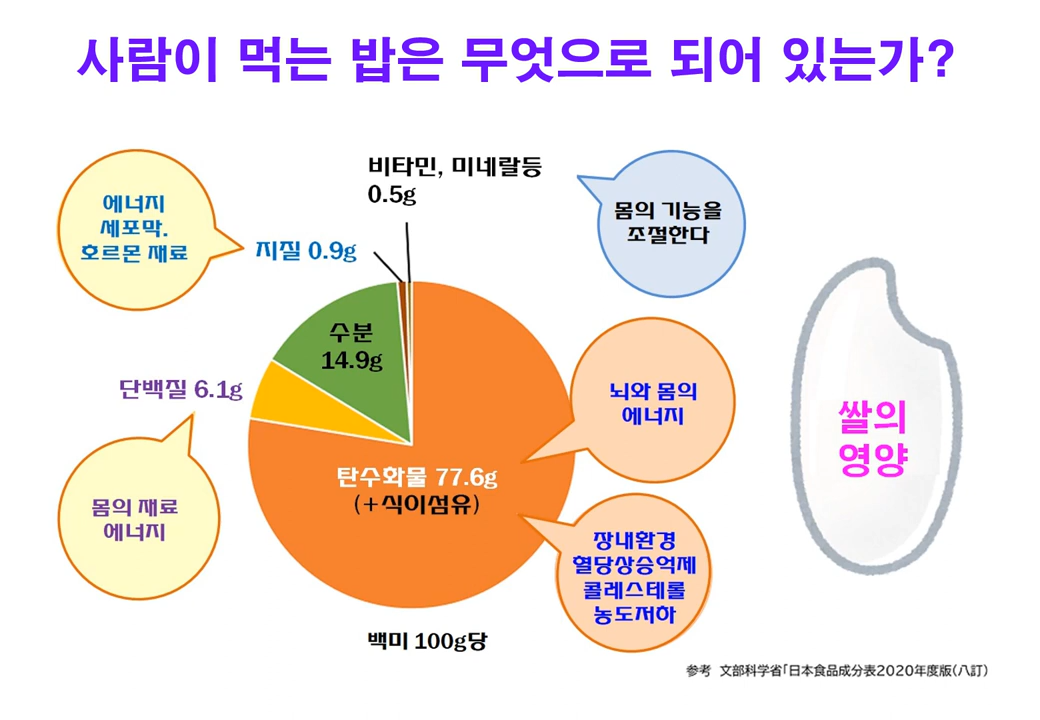 사람이 먹는 밥은 무엇으로 되어 있는가?
비타민, 미네랄등
0.5g
에너지
세포막.
호르몬 재료
지질 0.9g
몸의 기능을
조절한다
수분
14.9g
단백질 6.1g
뇌와 몸의
에너지
쌀의
영양
탄수화물 77.6g
(+식이섬유)
몸의 재료
에너지
장내환경
혈당상승억제
콜레스테롤
농도저하
백미 100g당
参考 文部科学省｢日本食品成分表2020年度版(八訂)